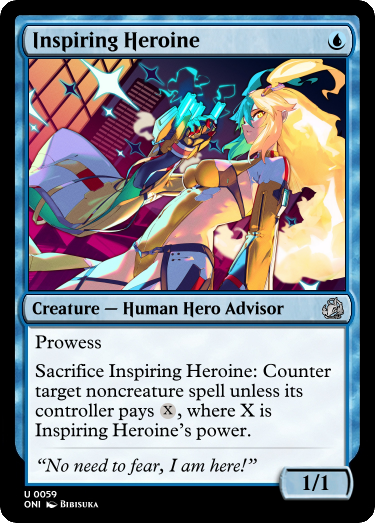 Inspiring Heroine
Creature — Human Hero Advisor
Prowess
Sacrifice Inspiring Heroine: Counter
target noncreature spell unless its
controller pays X, where X is
Inspiring Heroine's power.
“No need to fear, I am here!”
1/1
U 0059
ONI BIBISUKA